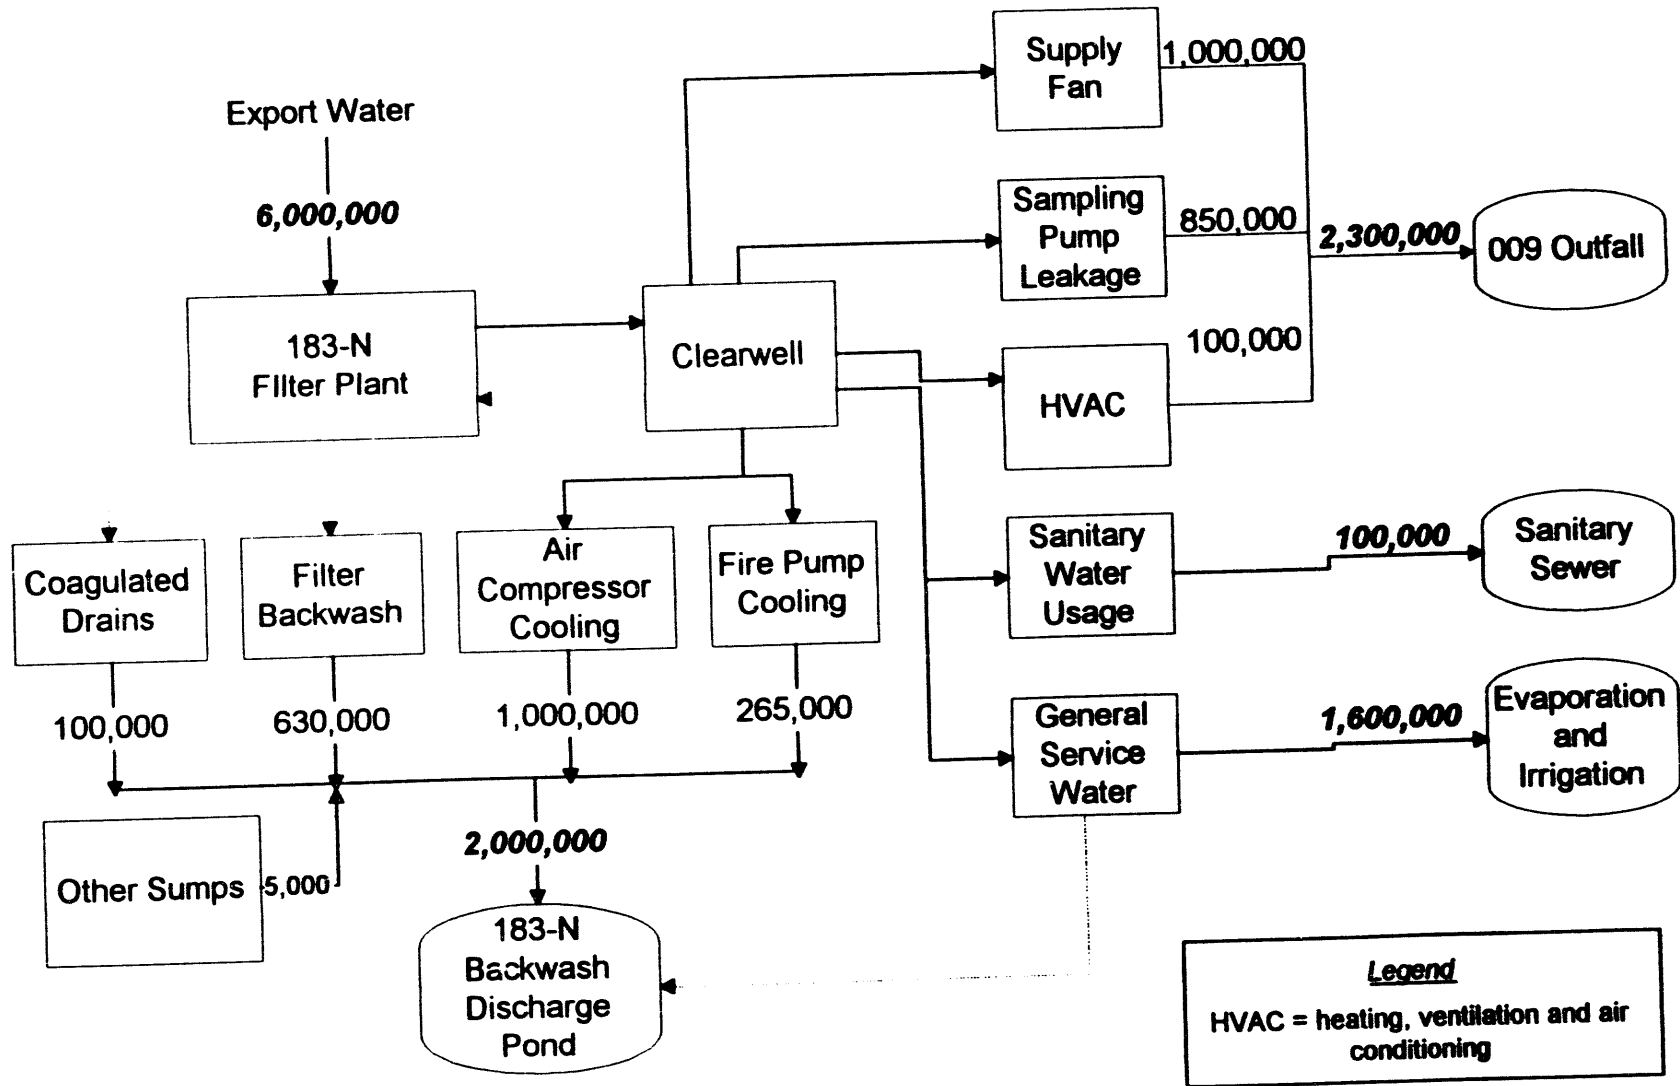 Supply
Fan
1,000,000
Export Water
6,000,000
Sampling
Pump
Leakage
850,000
2,300,000
009 Outfall
183-N
Filter Plant
Clearwell
100,000
HVAC
Coagulated
Drains
Filter
Backwash
Air
Compressor
Cooling
Fire Pump
Cooling
Sanitary
Water
Usage
100,000
Sanitary
Sewer
100,000
630,000
1,000,000
265,000
General
Service
Water
1,600,000
Evaporation
and
Irrigation
Other Sumps
5,000
2,000,000
183-N
Backwash
Discharge
Pond
Legend
HVAC = heating, ventilation and air
conditioning